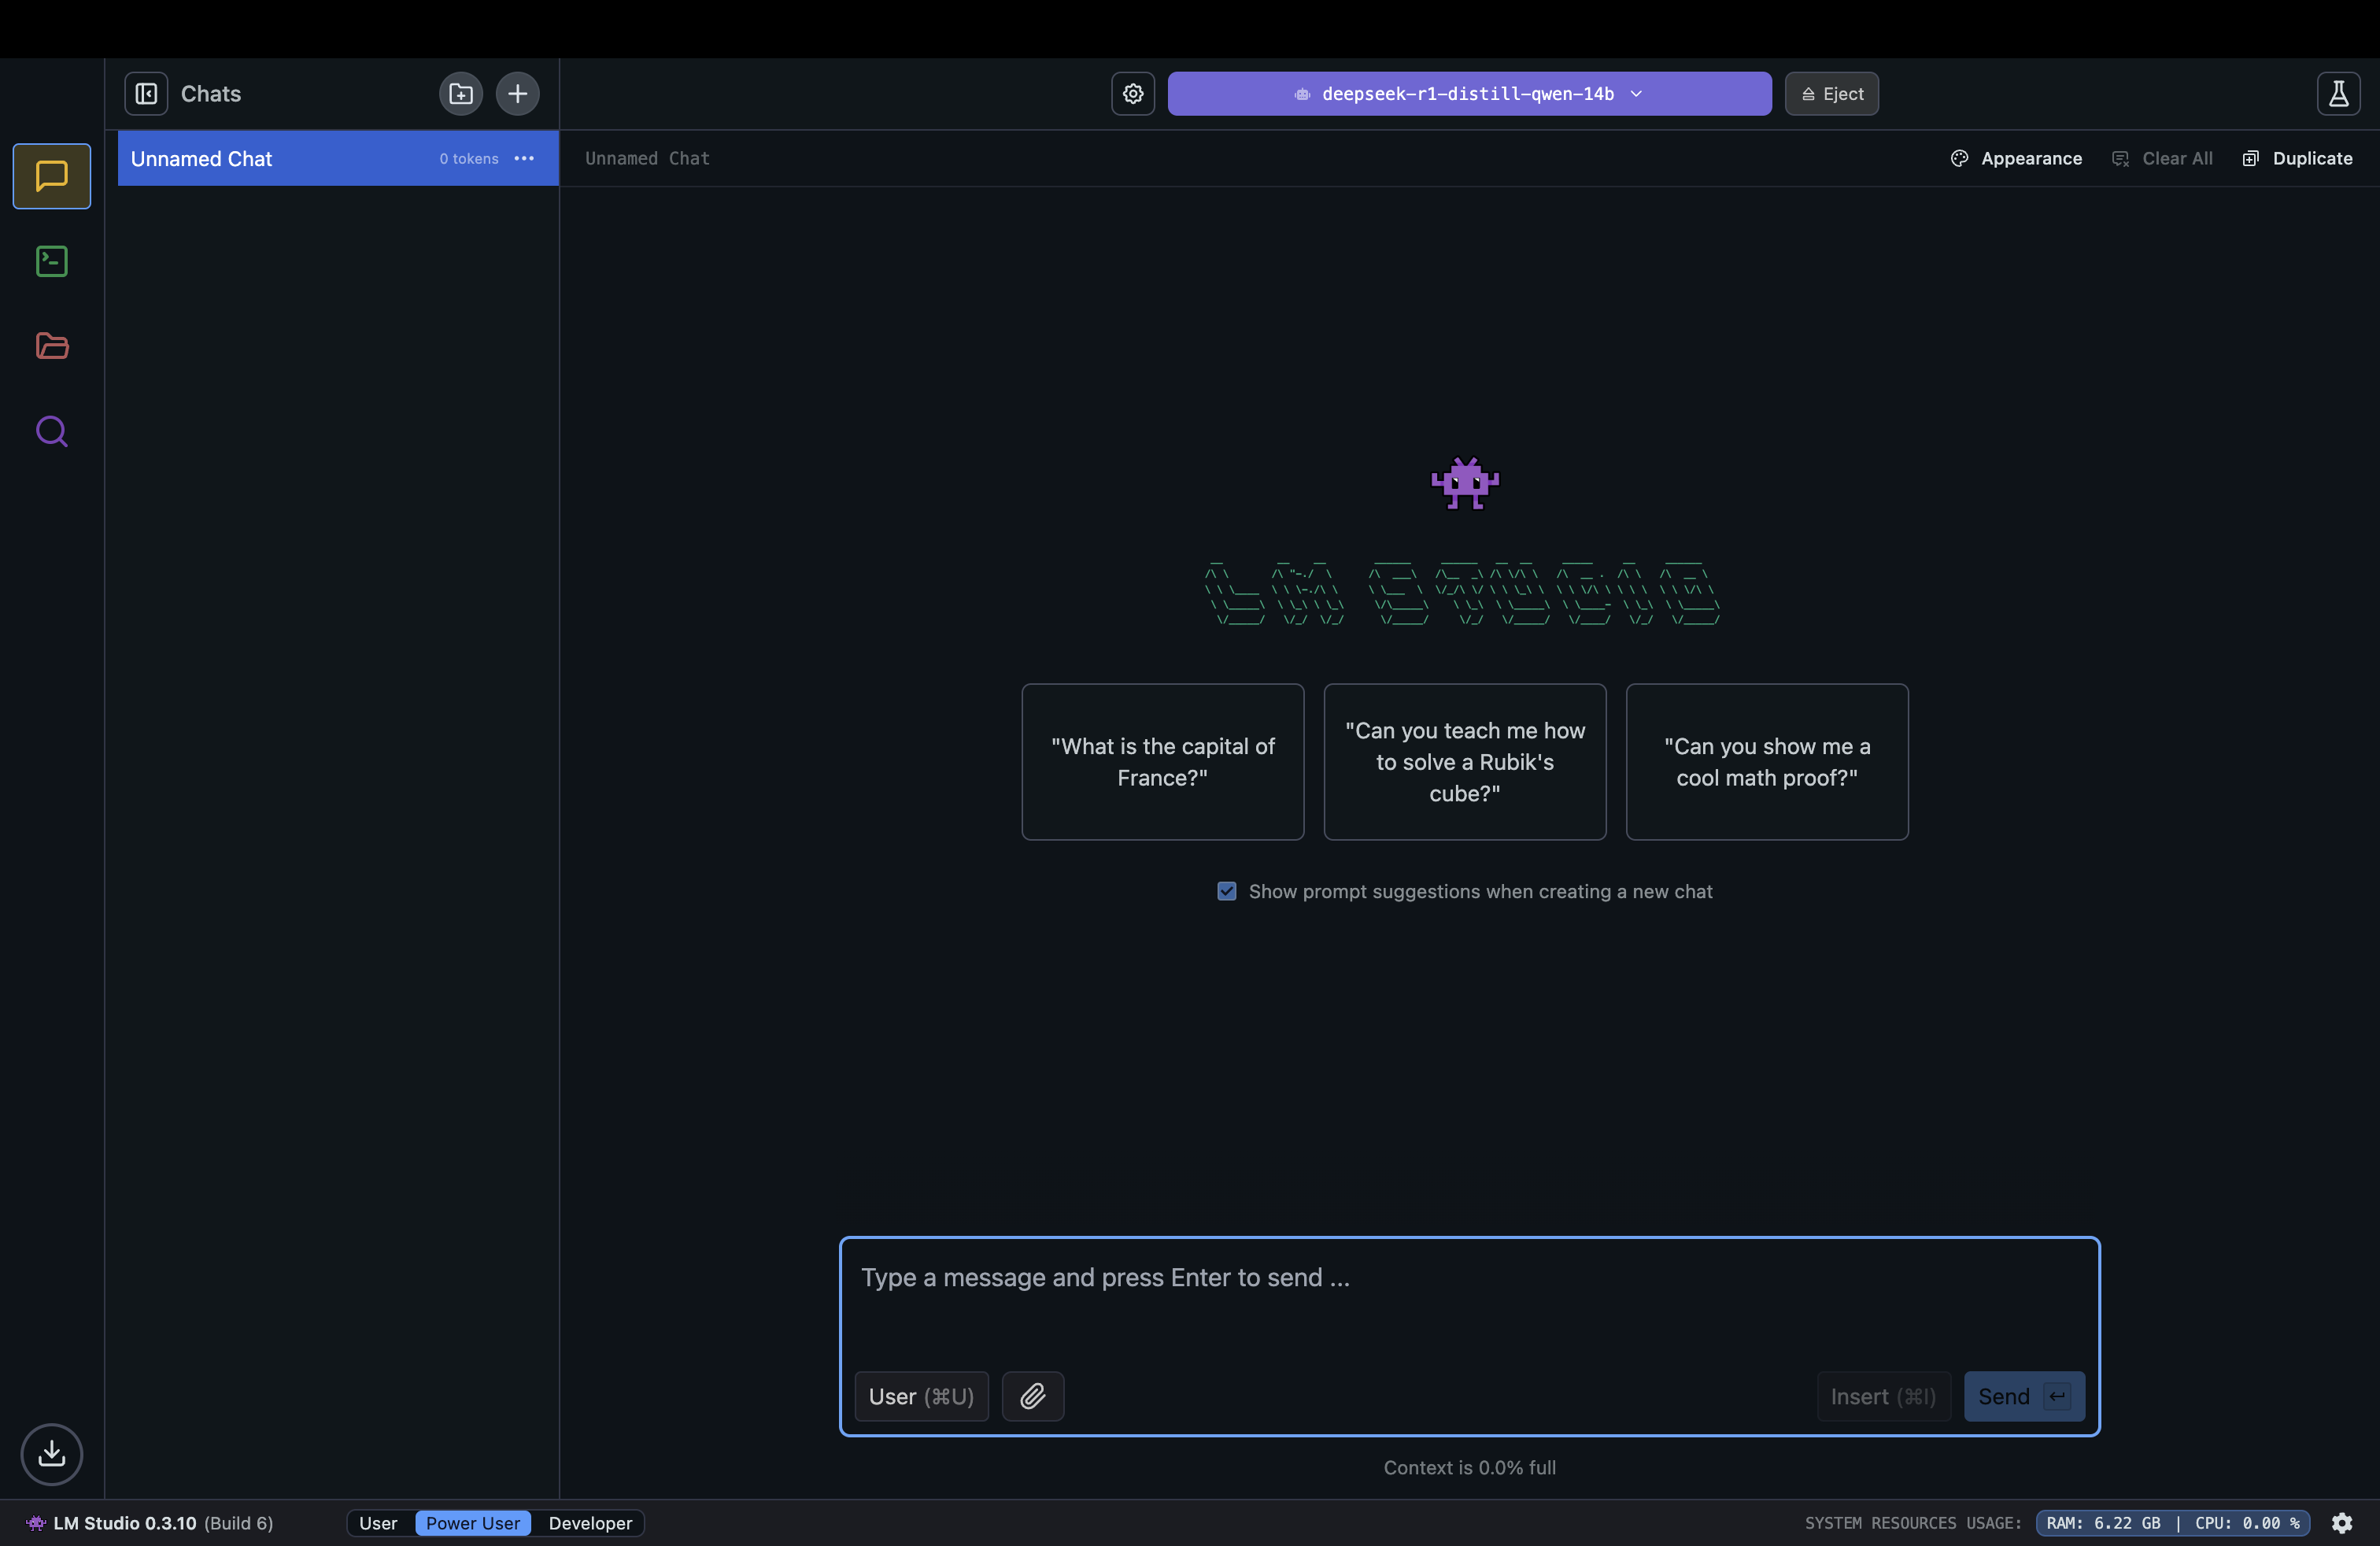 Chats
deepseek-r1-distill-qwen-14b
Eject
Unnamed Chat
0 tokens
Unnamed Chat
Appearance
Clear All
Duplicate
LM STUDIO
"What is the capital of
France?"
"Can you teach me how
to solve a Rubik's
cube?"
"Can you show me a
cool math proof?"
Show prompt suggestions when creating a new chat
Type a message and press Enter to send ...
User (⌘U)
Insert (⌘I)
Send
Context is 0.0% full
LM Studio 0.3.10 (Build 6)
User
Power User
Developer
SYSTEM RESOURCES USAGE:
RAM: 6.22 GB | CPU: 0.00 %